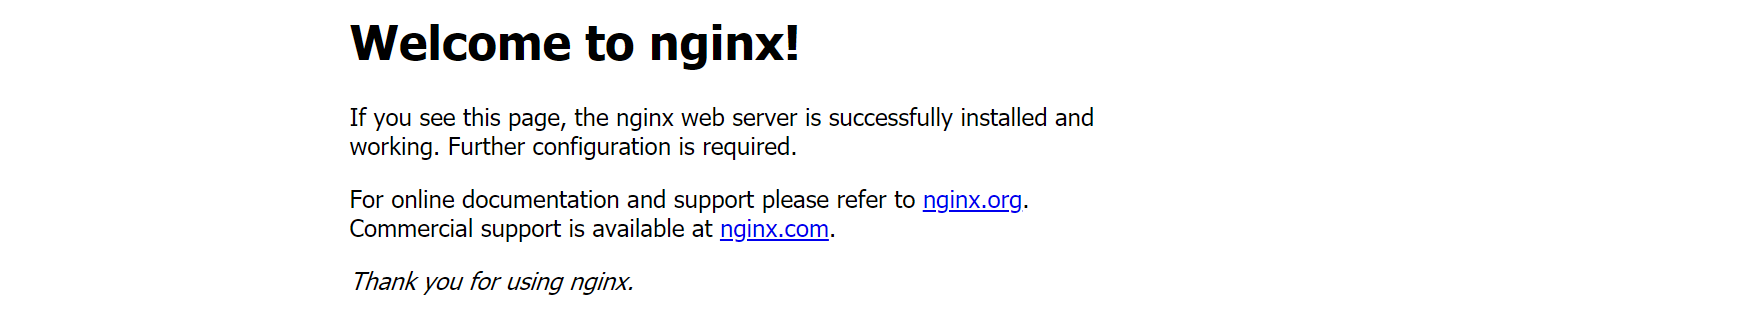 Welcome to nginx!
If you see this page, the nginx web server is successfully installed and
working. Further configuration is required.
For online documentation and support please refer to nginx.org.
Commercial support is available at nginx.com.
Thank you for using nginx.